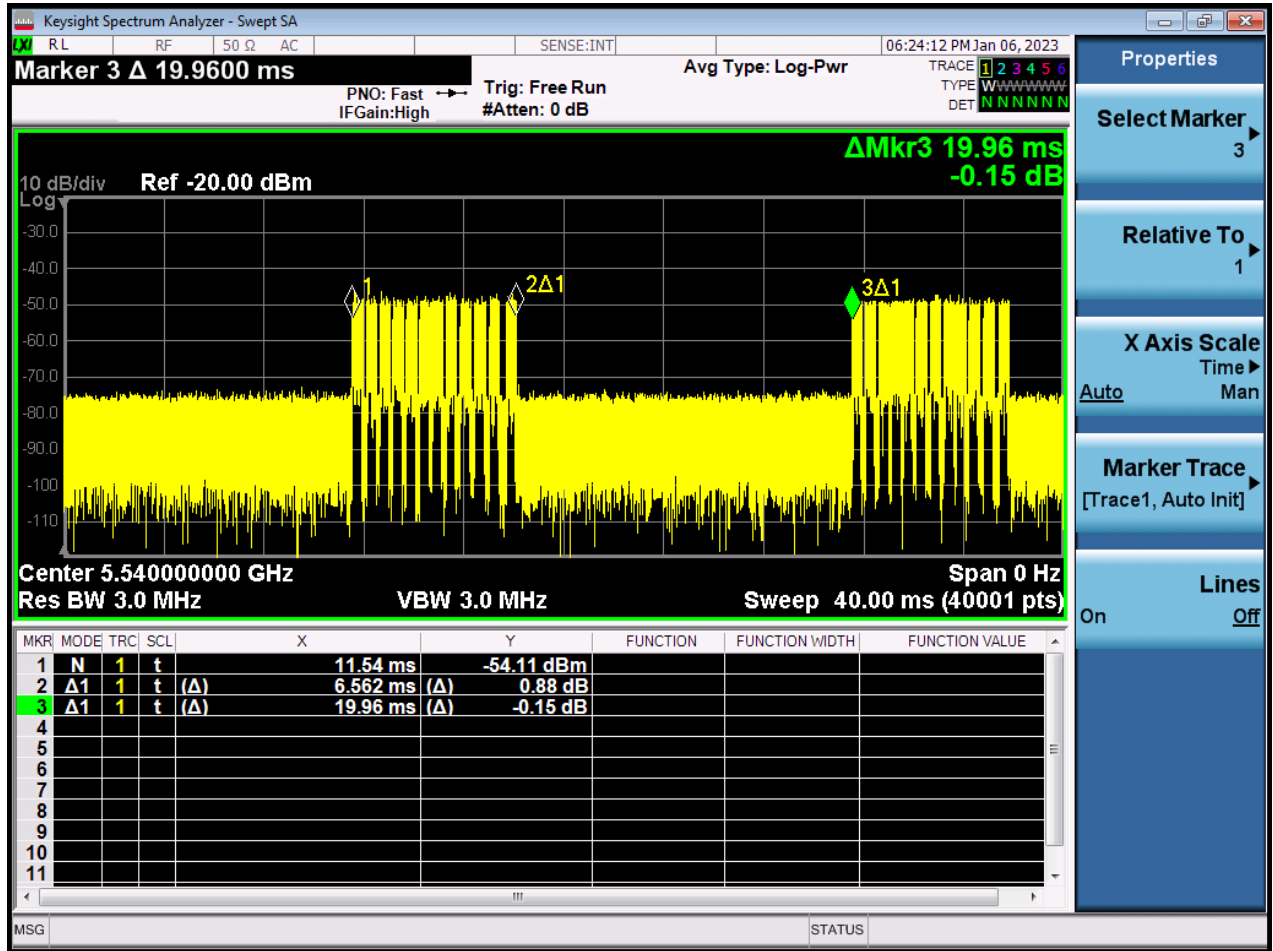 Keysight Spectrum Analyzer - Swept SA
LXI RL RF 50 Ω AC SENSE:INT 06:24:12 PM Jan 06, 2023
Marker 3 Δ 19.9600 ms
PNO: Fast
IFGain:High
Trig: Free Run
#Atten: 0 dB
Avg Type: Log-Pwr
TRACE 1 2 3 4 5 6
TYPE WWWWWW
DET N N N N N N
ΔMkr3 19.96 ms
-0.15 dB
10 dB/div Ref -20.00 dBm
Log
-30.0
-40.0
-50.0
-60.0
-70.0
-80.0
-90.0
-100
-110
1
2Δ1
3Δ1
Center 5.540000000 GHz Span 0 Hz
Res BW 3.0 MHz VBW 3.0 MHz Sweep 40.00 ms (40001 pts)
MKR MODE TRC SCL X Y FUNCTION FUNCTION WIDTH FUNCTION VALUE
1 N 1 t 11.54 ms -54.11 dBm
2 Δ1 1 t (Δ) 6.562 ms (Δ) 0.88 dB
3 Δ1 1 t (Δ) 19.96 ms (Δ) -0.15 dB
4
5
6
7
8
9
10
11
MSG STATUS
Properties
Select Marker
3
Relative To
1
X Axis Scale
Time
Auto Man
Marker Trace
[Trace1, Auto Init]
Lines
On Off